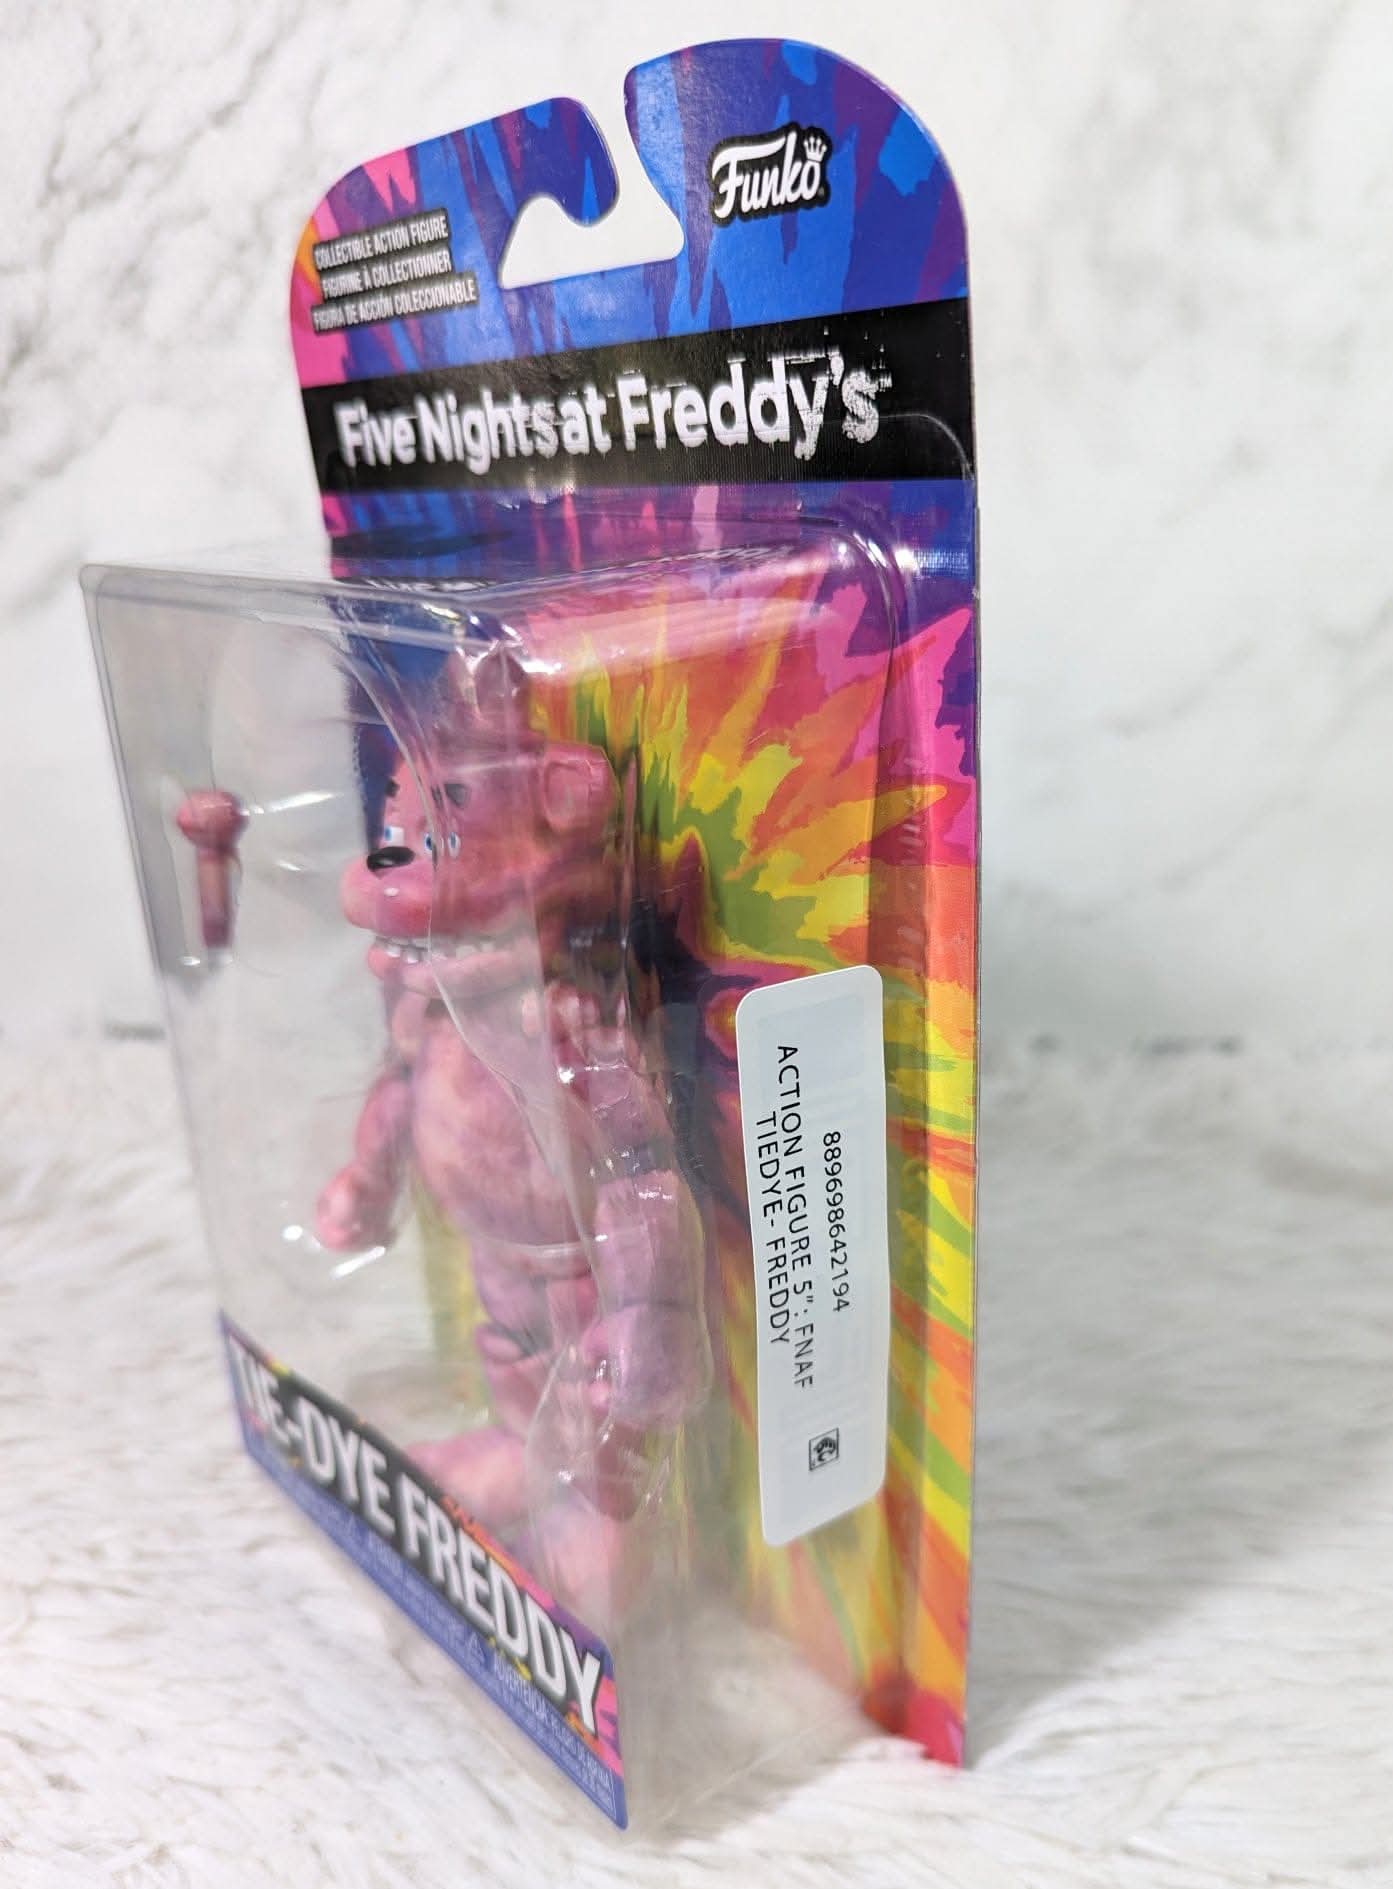 Funko
COLLECTIBLE ACTION FIGURE
FIGURINE À COLLECTIONNER
FIGURA DE ACCIÓN COLECCIONABLE
Five Nights at Freddy's™
889698642194
ACTION FIGURE 5": FNAF
TIEDYE- FREDDY
TIE-DYE FREDDY